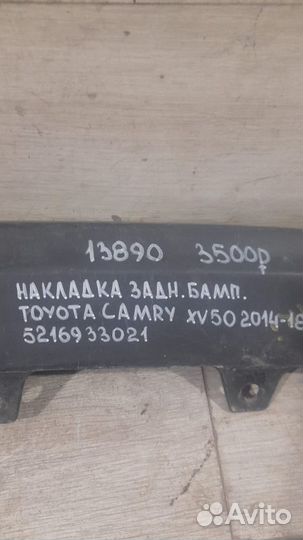 13890 3500р
НАКЛАДКА ЗАДН.БАМП.
TOYOTA CAMRY XV50 2014-18
5216933021
Avito